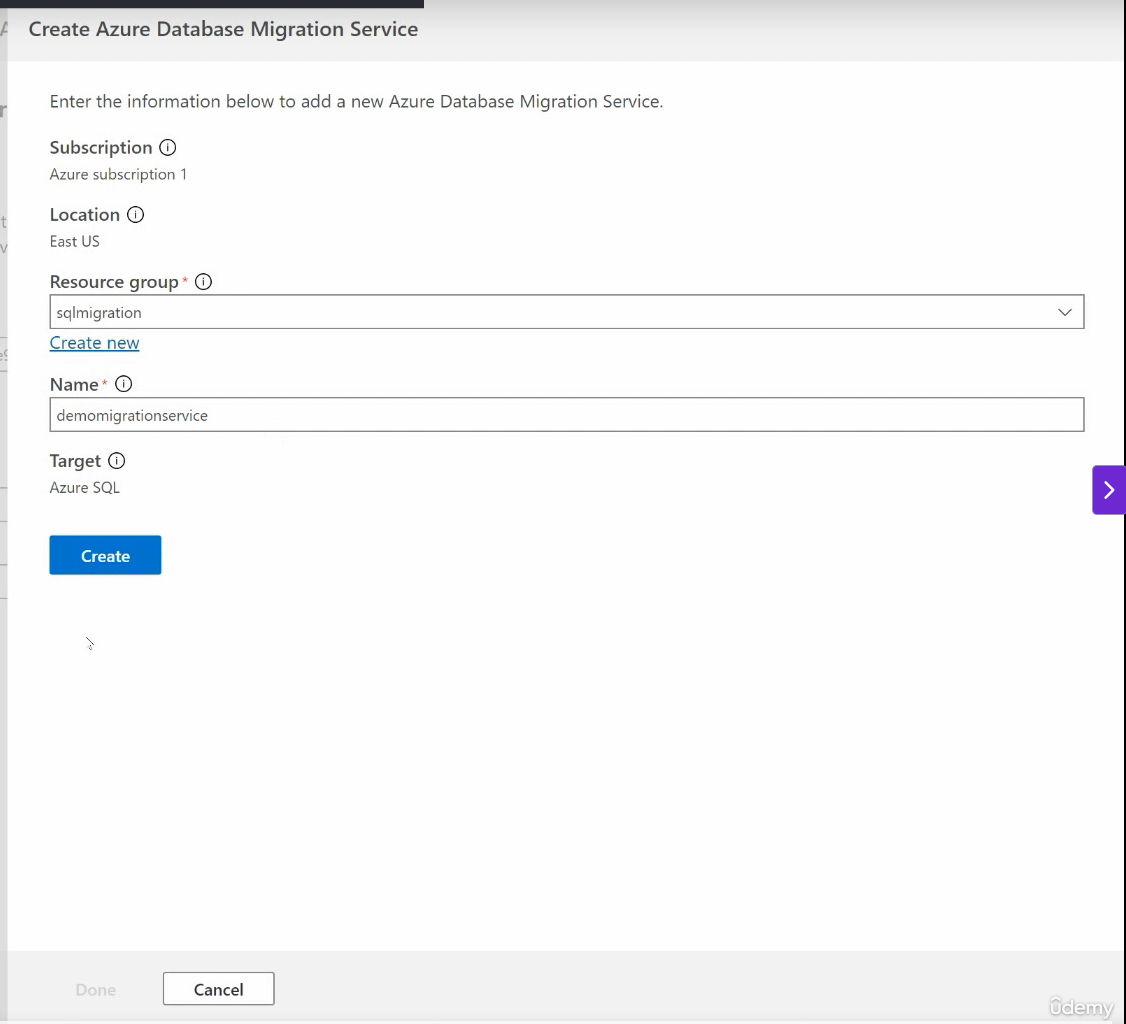 Create Azure Database Migration Service
Enter the information below to add a new Azure Database Migration Service.
Subscription
Azure subscription 1
Location
East US
Resource group *
sqlmigration
Create new
Name *
demomigrationservice
Target
Azure SQL
Create
Done
Cancel
ûdemy